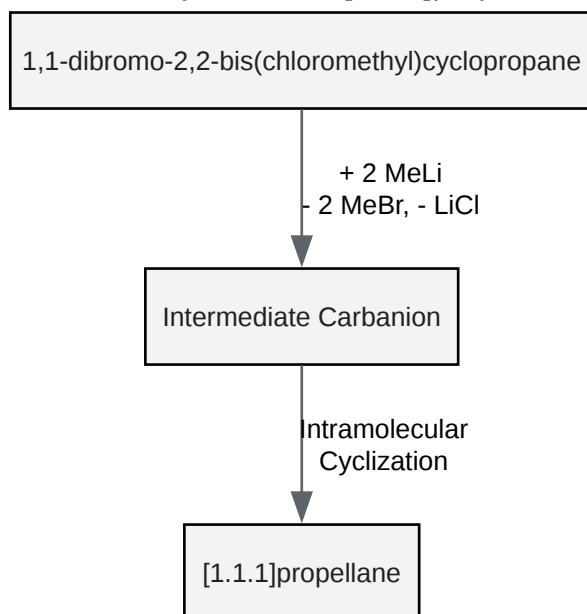 1,1-dibromo-2,2-bis(chloromethyl)cyclopropane
+ 2 MeLi
- 2 MeBr, - LiCl
Intermediate Carbanion
Intramolecular
Cyclization
[1.1.1]propellane